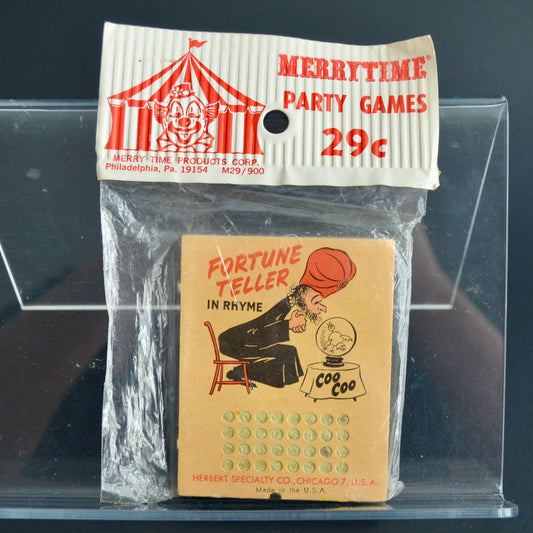 MERRYTIME®
PARTY GAMES
29c
MERRY TIME PRODUCTS CORP.
Philadelphia, Pa. 19154 M29/900
FORTUNE
TELLER
IN RHYME
COO
COO
HERBERT SPECIALTY CO., CHICAGO 7, U.S.A.
Made in the U.S.A.